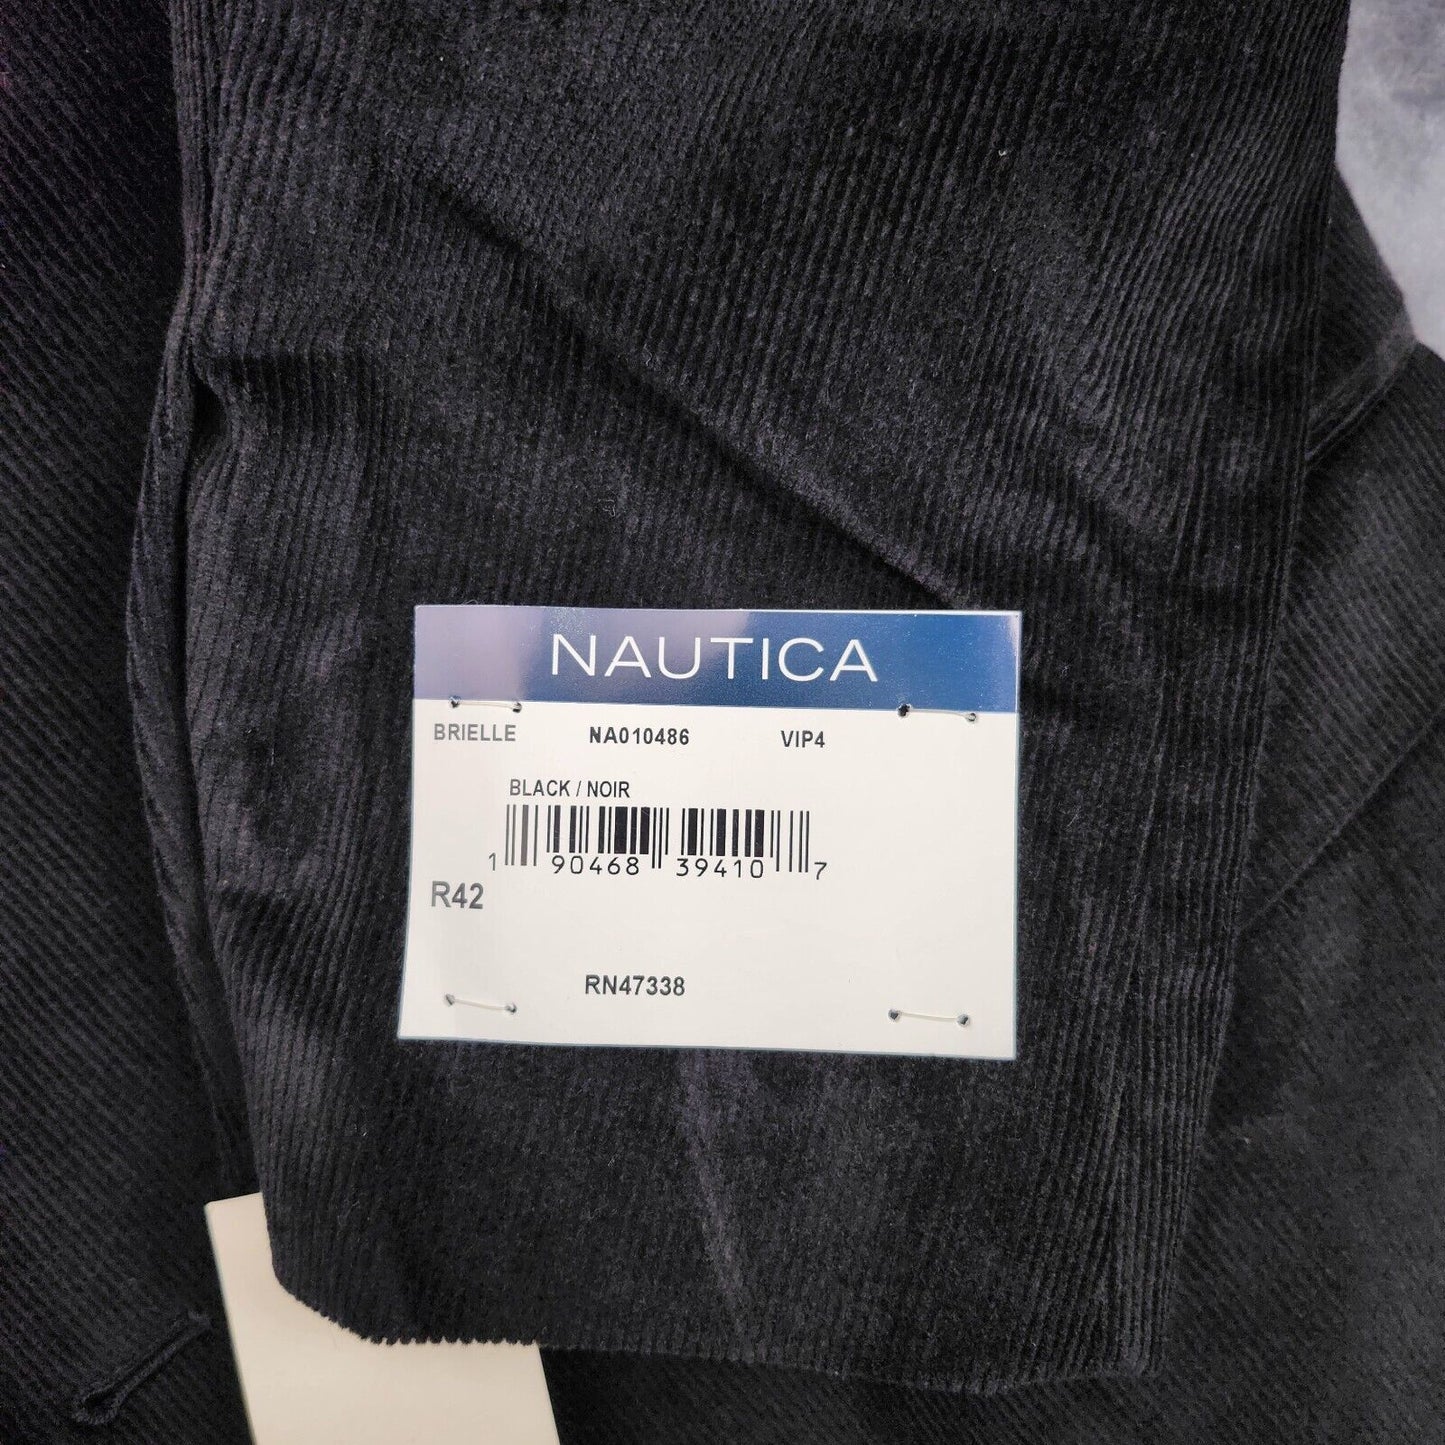 NAUTICA
BRIELLE NA010486 VIP4
BLACK / NOIR
1 90468 39410 7
R42
RN47338